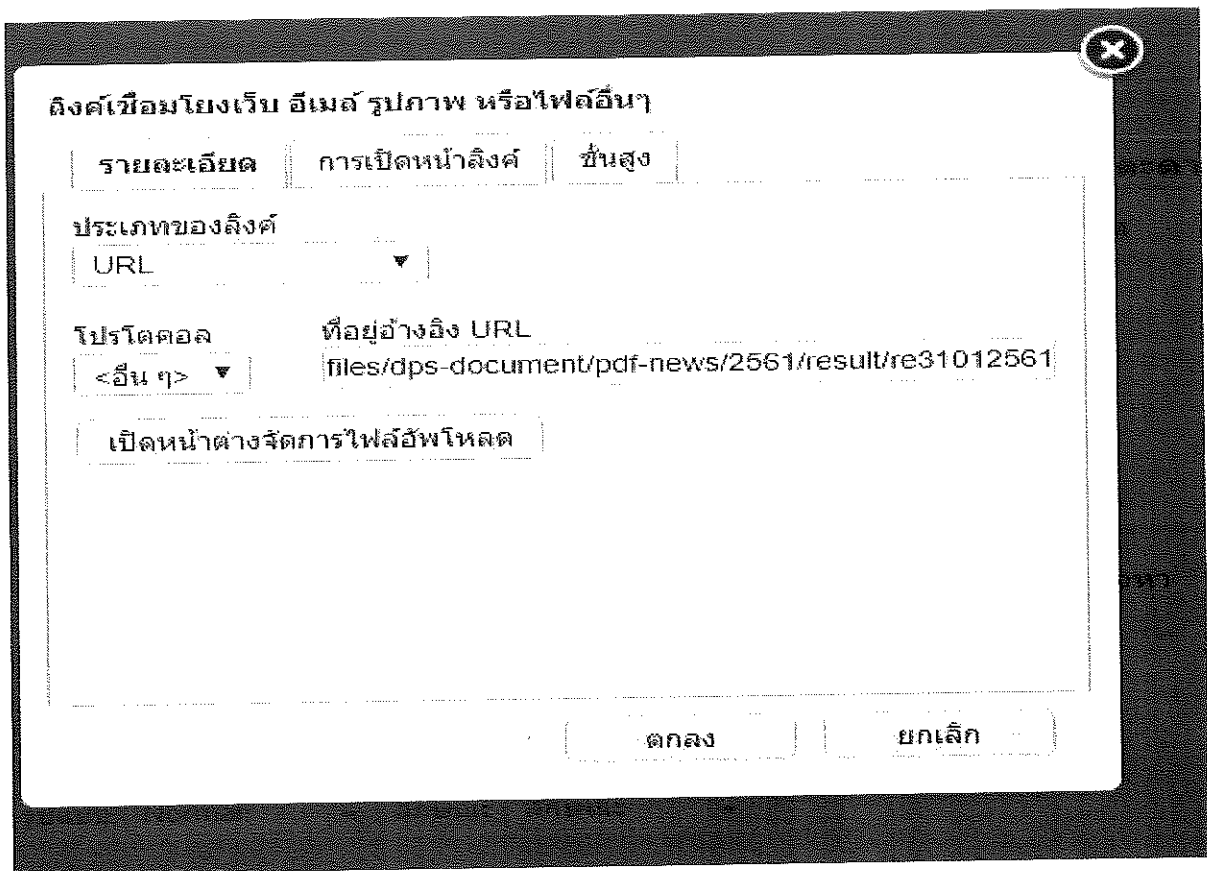 ลิงค์เชื่อมโยงเว็บ อีเมล์ รูปภาพ หรือไฟล์อื่นๆ
รายละเอียด การเปิดหน้าลิงค์ ขั้นสูง
ประเภทของลิงค์
URL
โปรโตคอล ที่อยู่อ้างอิง URL
<อื่น ๆ> files/dps-document/pdf-news/2561/result/re31012561
เปิดหน้าต่างจัดการไฟล์อัพโหลด
ตกลง ยกเลิก